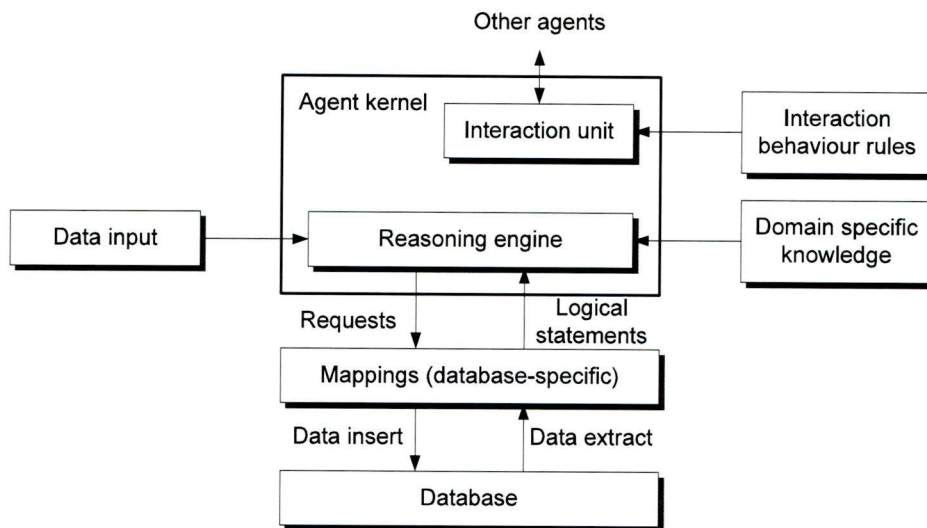 Other agents
Agent kernel
Interaction unit
Interaction
behaviour rules
Data input
Reasoning engine
Domain specific
knowledge
Requests
Logical
statements
Mappings (database-specific)
Data insert
Data extract
Database